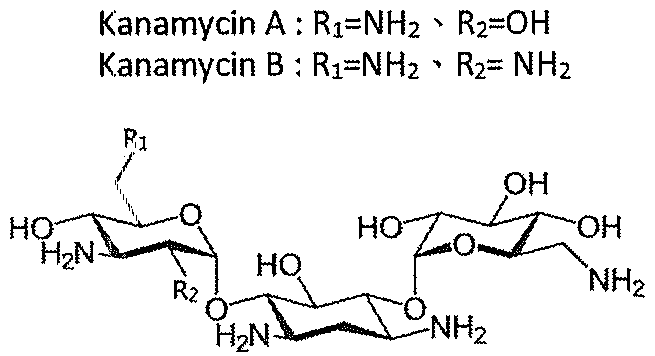 Kanamycin A : R₁=NH₂、R₂=OH
Kanamycin B : R₁=NH₂、R₂= NH₂
R₁
OH
HO O HO OH
H₂N HO O NH₂
R₂ O O
H₂N NH₂